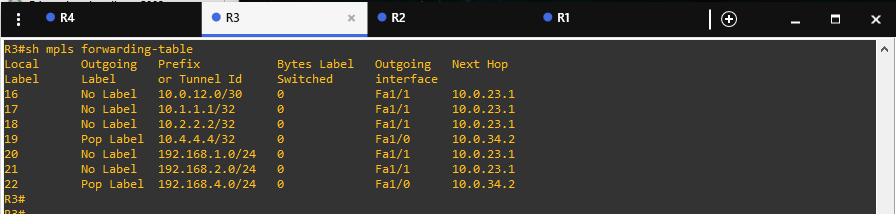 R4 R3 × R2 R1
R3#sh mpls forwarding-table
Local Outgoing Prefix Bytes Label Outgoing Next Hop
Label Label or Tunnel Id Switched interface
16 No Label 10.0.12.0/30 0 Fa1/1 10.0.23.1
17 No Label 10.1.1.1/32 0 Fa1/1 10.0.23.1
18 No Label 10.2.2.2/32 0 Fa1/1 10.0.23.1
19 Pop Label 10.4.4.4/32 0 Fa1/0 10.0.34.2
20 No Label 192.168.1.0/24 0 Fa1/1 10.0.23.1
21 No Label 192.168.2.0/24 0 Fa1/1 10.0.23.1
22 Pop Label 192.168.4.0/24 0 Fa1/0 10.0.34.2
R3#
R3#